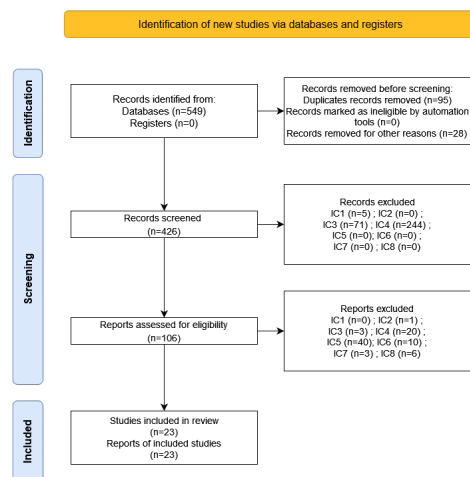 Identification of new studies via databases and registers
Identification
Records identified from:
Databases (n=549)
Registers (n=0)
Records removed before screening:
Duplicates records removed (n=95)
Records marked as ineligible by automation
tools (n=0)
Records removed for other reasons (n=28)
Screening
Records screened
(n=426)
Records excluded
IC1 (n=5) ; IC2 (n=0) ;
IC3 (n=71) ; IC4 (n=244) ;
IC5 (n=0); IC6 (n=0) ;
IC7 (n=0) ; IC8 (n=0)
Reports assessed for eligibility
(n=106)
Reports excluded
IC1 (n=0) ; IC2 (n=1) ;
IC3 (n=3) ; IC4 (n=20) ;
IC5 (n=40); IC6 (n=10) ;
IC7 (n=3) ; IC8 (n=6)
Included
Studies included in review
(n=23)
Reports of included studies
(n=23)